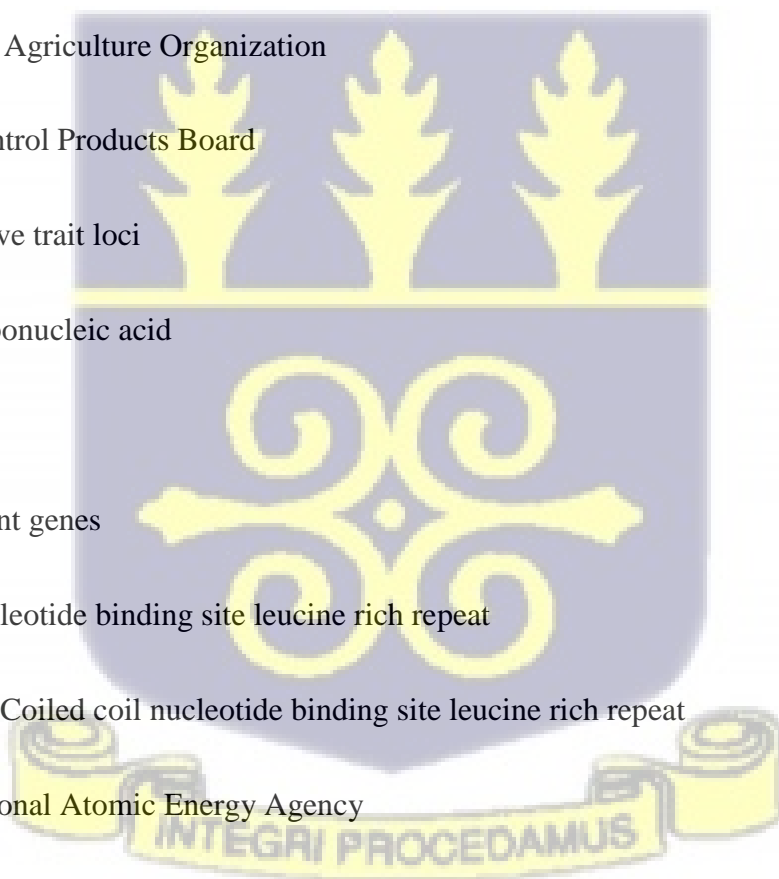 Agriculture Organization
ntrol Products Board
ve trait loci
onucleic acid
nt genes
leotide binding site leucine rich repeat
Coiled coil nucleotide binding site leucine rich repeat
onal Atomic Energy Agency
INTEGRI PROCEDAMUS